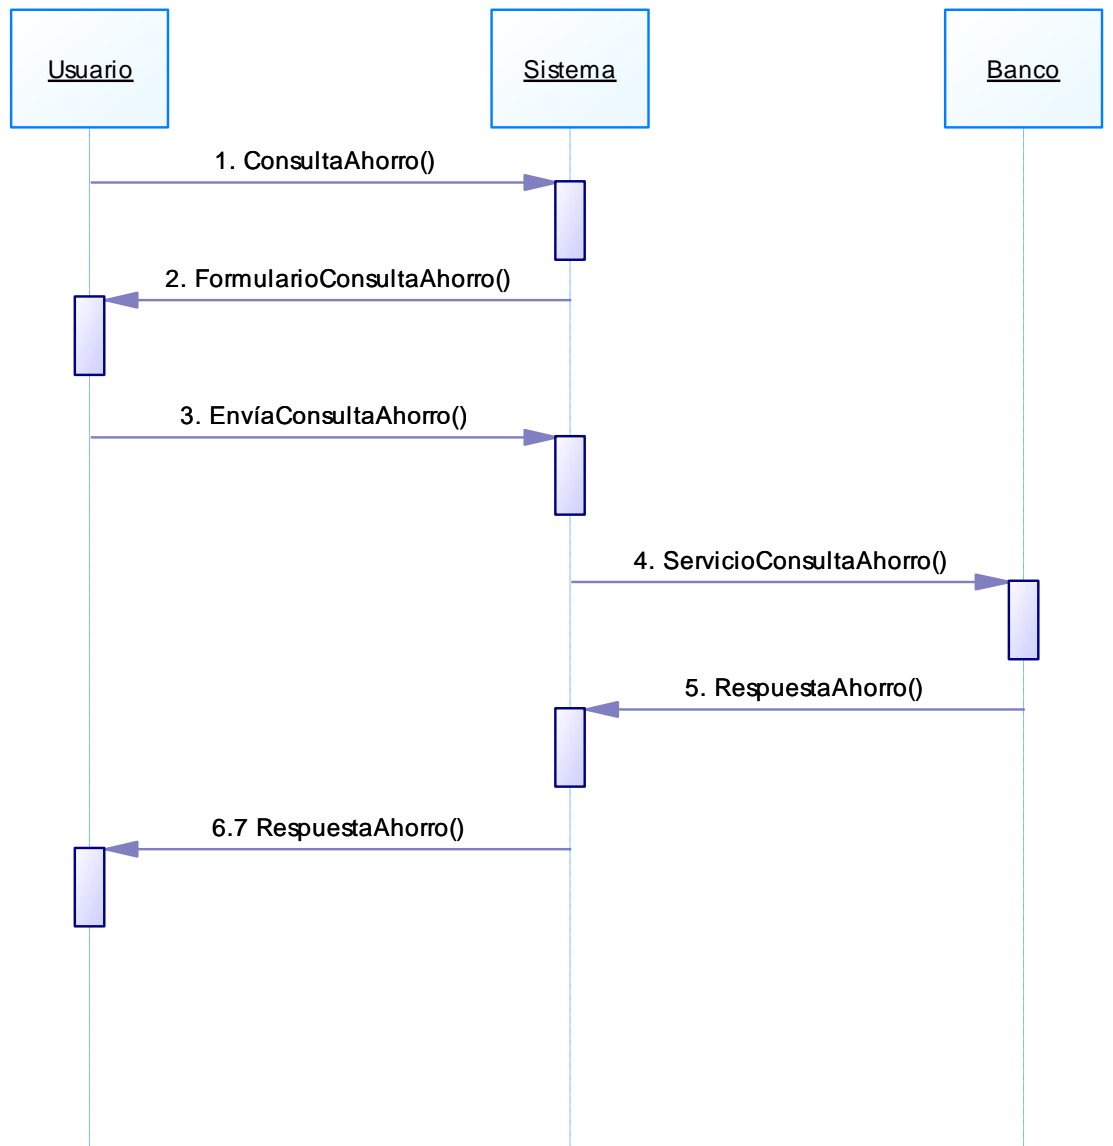 Usuario
Sistema
Banco
1. ConsultaAhorro()
2. FormularioConsultaAhorro()
3. EnvíaConsultaAhorro()
4. ServicioConsultaAhorro()
5. RespuestaAhorro()
6.7 RespuestaAhorro()